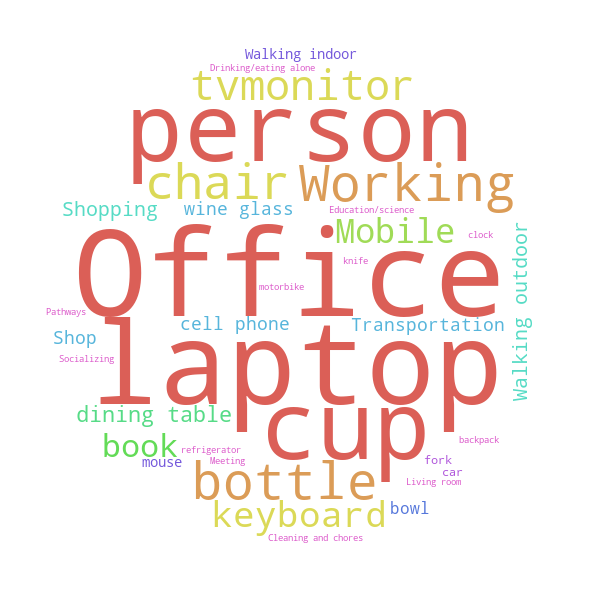 Walking indoor
Drinking/eating alone
tvmonitor
person
chair
Working
Shopping
wine glass
Education/science
Mobile
clock
Walking outdoor
Office
knife
motorbike
Pathways
cell phone
Transportation
Shop
Socializing
laptop
dining table
cup
book
refrigerator
backpack
mouse
Meeting
fork
car
bottle
Living room
keyboard
bowl
Cleaning and chores